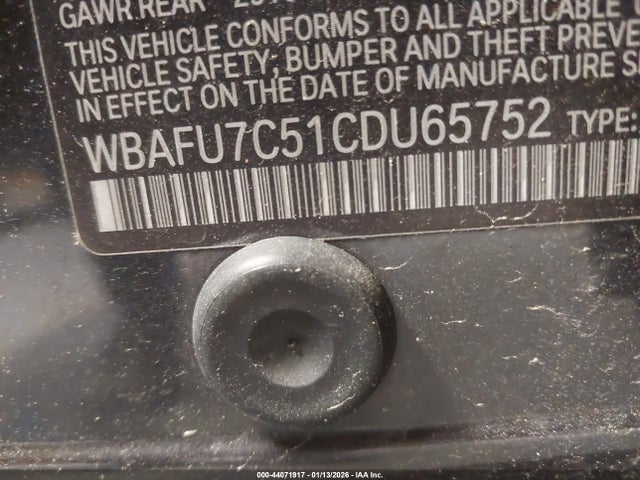 GAWR REAR
THIS VEHICLE CONFORMS TO ALL APPLICABLE
VEHICLE SAFETY, BUMPER AND THEFT PREVE
IN EFFECT ON THE DATE OF MANUFACTURE S
WBAFU7C51CDU65752 TYPE:
000-44071917 - 01/13/2026 - IAA Inc.